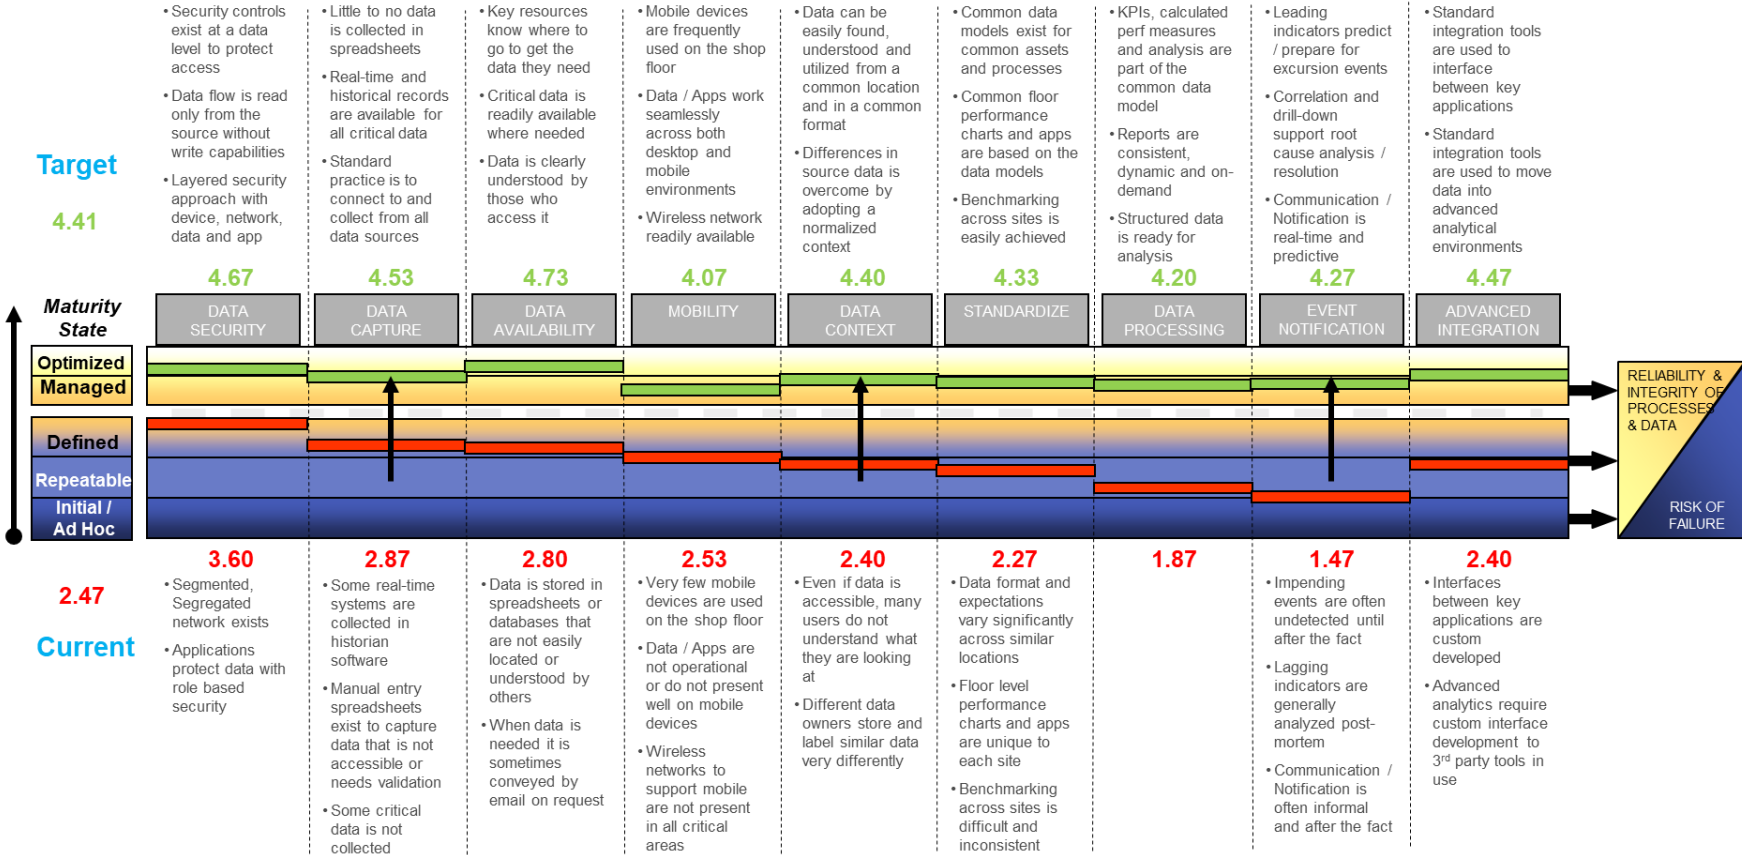 • Security controls
exist at a data
level to protect
access
• Data flow is read
only from the
source without
write capabilities
• Layered security
approach with
device, network,
data and app
• Little to no data
is collected in
spreadsheets
• Real-time and
historical records
are available for
all critical data
• Standard
practice is to
connect to and
collect from all
data sources
• Key resources
know where to
go to get the
data they need
• Critical data is
readily available
where needed
• Data is clearly
understood by
those who
access it
• Mobile devices
are frequently
used on the shop
floor
• Data / Apps work
seamlessly
across both
desktop and
mobile
environments
• Wireless network
readily available
• Data can be
easily found,
understood and
utilized from a
common location
and in a common
format
• Differences in
source data is
overcome by
adopting a
normalized
context
• Common data
models exist for
common assets
and processes
• Common floor
performance
charts and apps
are based on the
data models
• Benchmarking
across sites is
easily achieved
• KPIs, calculated
perf measures
and analysis are
part of the
common data
model
• Reports are
consistent,
dynamic and on-
demand
• Structured data
is ready for
analysis
• Leading
indicators predict
/ prepare for
excursion events
• Correlation and
drill-down
support root
cause analysis /
resolution
• Communication /
Notification is
real-time and
predictive
• Standard
integration tools
are used to
interface
between key
applications
• Standard
integration tools
are used to move
data into
advanced
analytical
environments
Target
4.41
4.67
4.53
4.73
4.07
4.40
4.33
4.20
4.27
4.47
Maturity
State
DATA
SECURITY
DATA
CAPTURE
DATA
AVAILABILITY
MOBILITY
DATA
CONTEXT
STANDARDIZE
DATA
PROCESSING
EVENT
NOTIFICATION
ADVANCED
INTEGRATION
Optimized
Managed
Defined
Repeatable
Initial /
Ad Hoc
RELIABILITY &
INTEGRITY OF
PROCESSES
& DATA
RISK OF
FAILURE
3.60
2.87
2.80
2.53
2.40
2.27
1.87
1.47
2.40
2.47
Current
• Segmented,
Segregated
network exists
• Applications
protect data with
role based
security
• Some real-time
systems are
collected in
historian
software
• Manual entry
spreadsheets
exist to capture
data that is not
accessible or
needs validation
• Some critical
data is not
collected
• Data is stored in
spreadsheets or
databases that
are not easily
located or
understood by
others
• When data is
needed it is
sometimes
conveyed by
email on request
• Very few mobile
devices are used
on the shop floor
• Data / Apps are
not operational
or do not present
well on mobile
devices
• Wireless
networks to
support mobile
are not present
in all critical
areas
• Even if data is
accessible, many
users do not
understand what
they are looking
at
• Different data
owners store and
label similar data
very differently
• Data format and
expectations
vary significantly
across similar
locations
• Floor level
performance
charts and apps
are unique to
each site
• Benchmarking
across sites is
difficult and
inconsistent
• Impending
events are often
undetected until
after the fact
• Lagging
indicators are
generally
analyzed post-
mortem
• Communication /
Notification is
often informal
and after the fact
• Interfaces
between key
applications are
custom
developed
• Advanced
analytics require
custom interface
development to
3rd party tools in
use